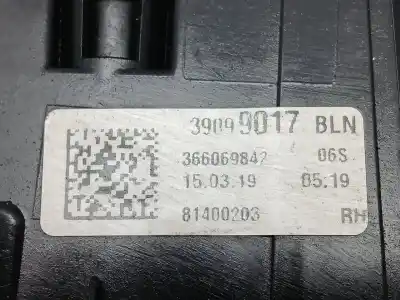 39099017 BLN
366069842 06S
15.03.19 05.19
81400203 RH